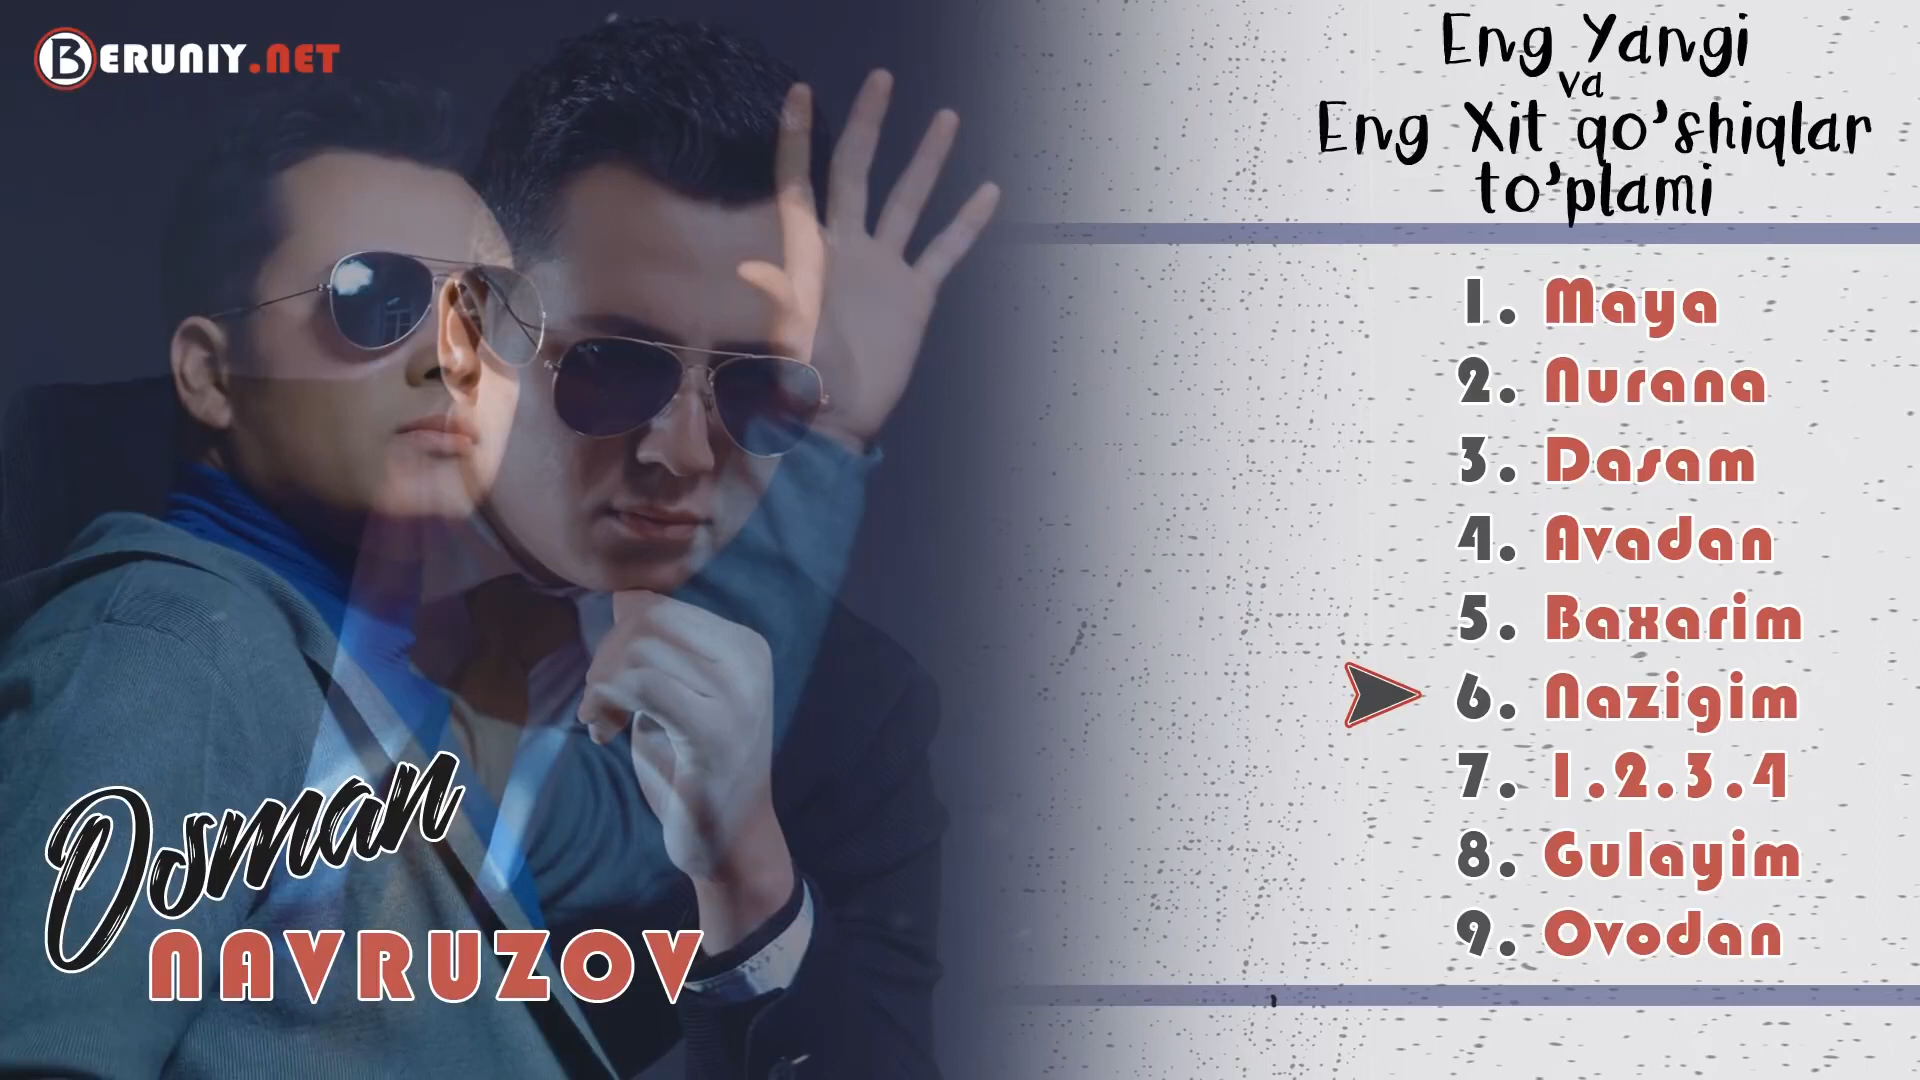 BERUNIY.NET
Eng Yangi
va
Eng Xit qo'shiqlar
to'plami
1. Maya
2. Nurana
3. Dasam
4. Avadan
5. Baxarim
6. Nazigim
7. 1.2.3.4
8. Gulayim
9. Ovodan
Osman
NAVRUZOV